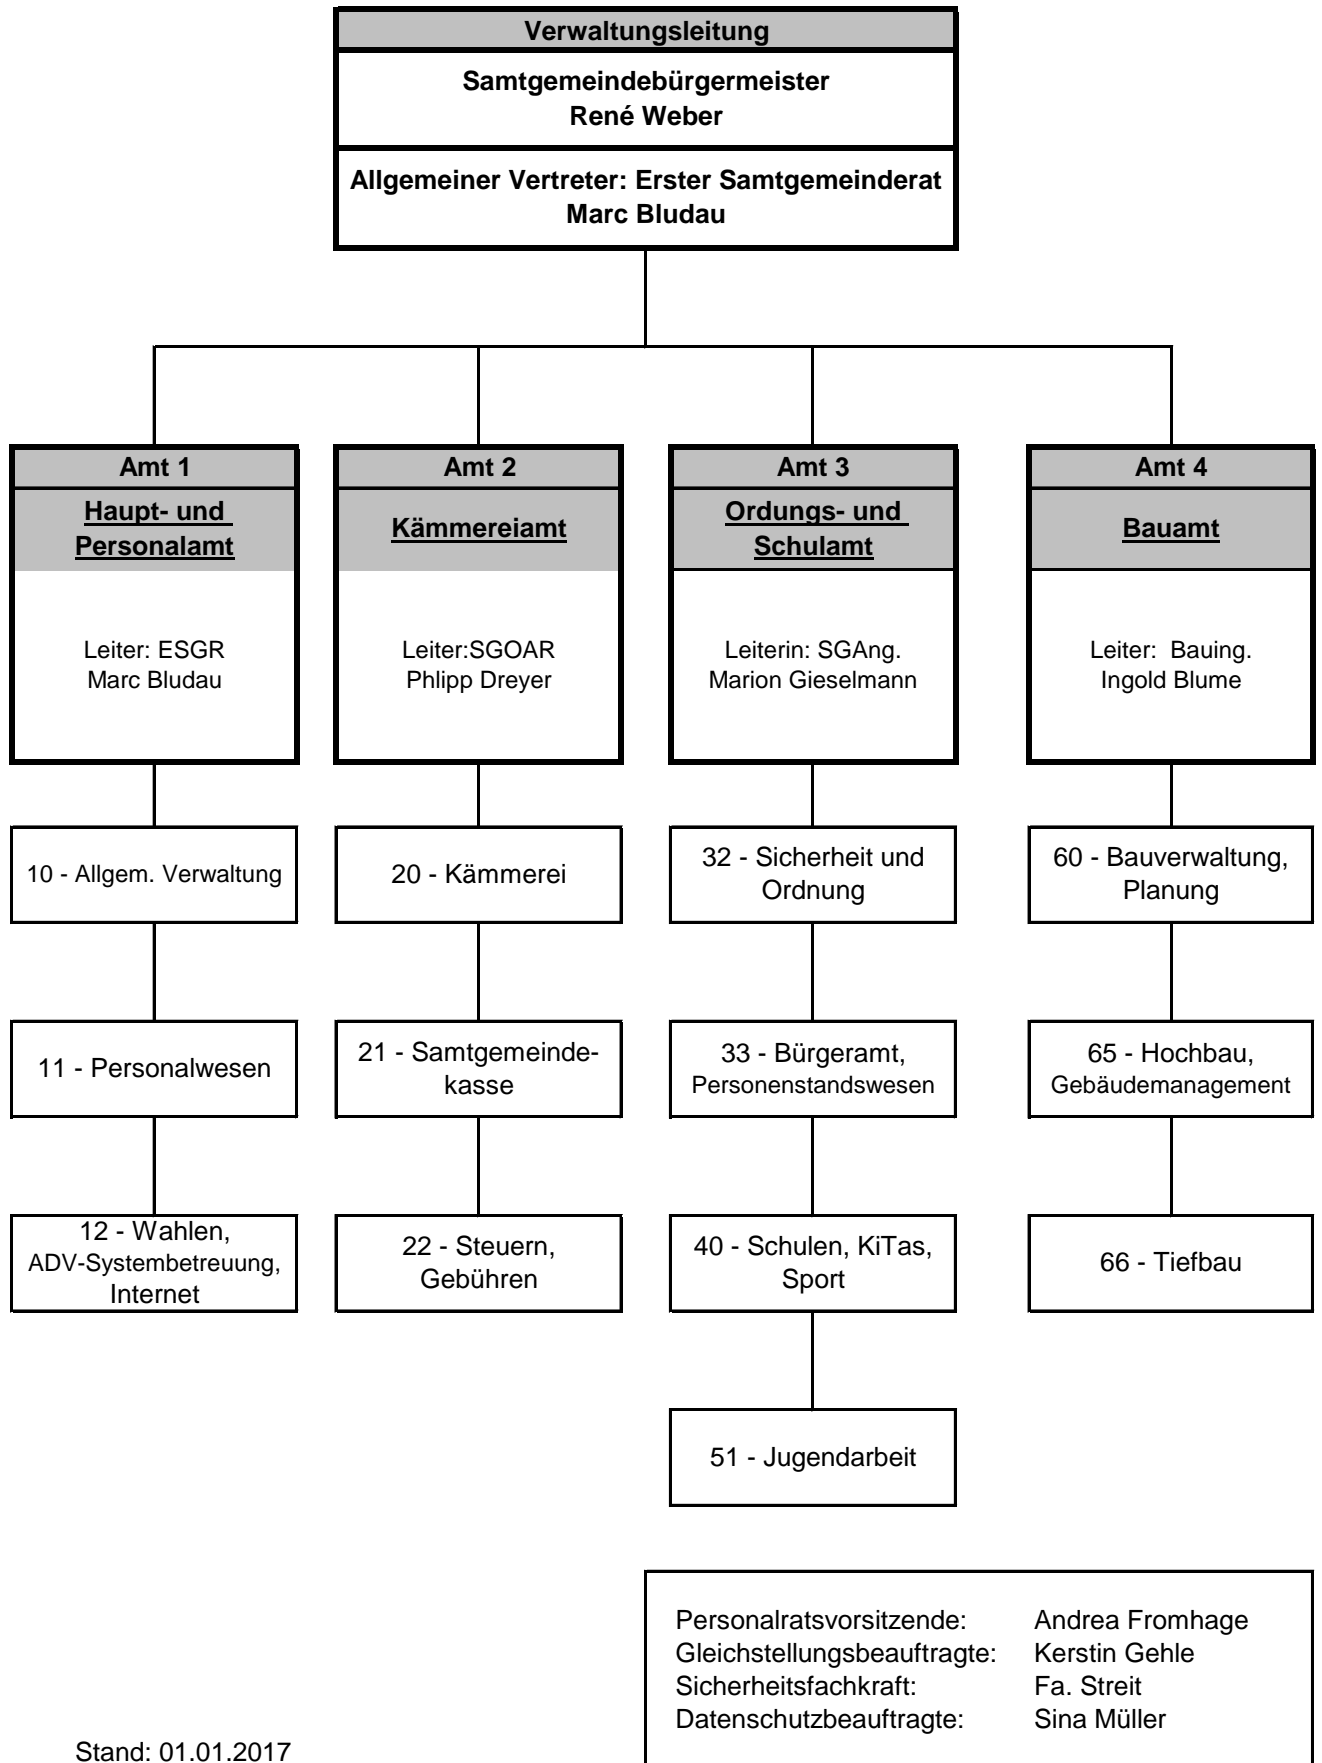 Verwaltungsleitung
Samtgemeindebürgermeister
René Weber
Allgemeiner Vertreter: Erster Samtgemeinderat
Marc Bludau
Amt 1
Haupt- und
Personalamt
Leiter: ESGR
Marc Bludau
10 - Allgem. Verwaltung
11 - Personalwesen
12 - Wahlen,
ADV-Systembetreuung,
Internet
Amt 2
Kämmereiamt
Leiter:SGOAR
Phlipp Dreyer
20 - Kämmerei
21 - Samtgemeinde-
kasse
22 - Steuern,
Gebühren
Amt 3
Ordungs- und
Schulamt
Leiterin: SGAng.
Marion Gieselmann
32 - Sicherheit und
Ordnung
33 - Bürgeramt,
Personenstandswesen
40 - Schulen, KiTas,
Sport
51 - Jugendarbeit
Amt 4
Bauamt
Leiter:  Bauing.
Ingold Blume
60 - Bauverwaltung,
Planung
65 - Hochbau,
Gebäudemanagement
66 - Tiefbau
Personalratsvorsitzende: Andrea Fromhage
Gleichstellungsbeauftragte: Kerstin Gehle
Sicherheitsfachkraft: Fa. Streit
Datenschutzbeauftragte: Sina Müller
Stand: 01.01.2017